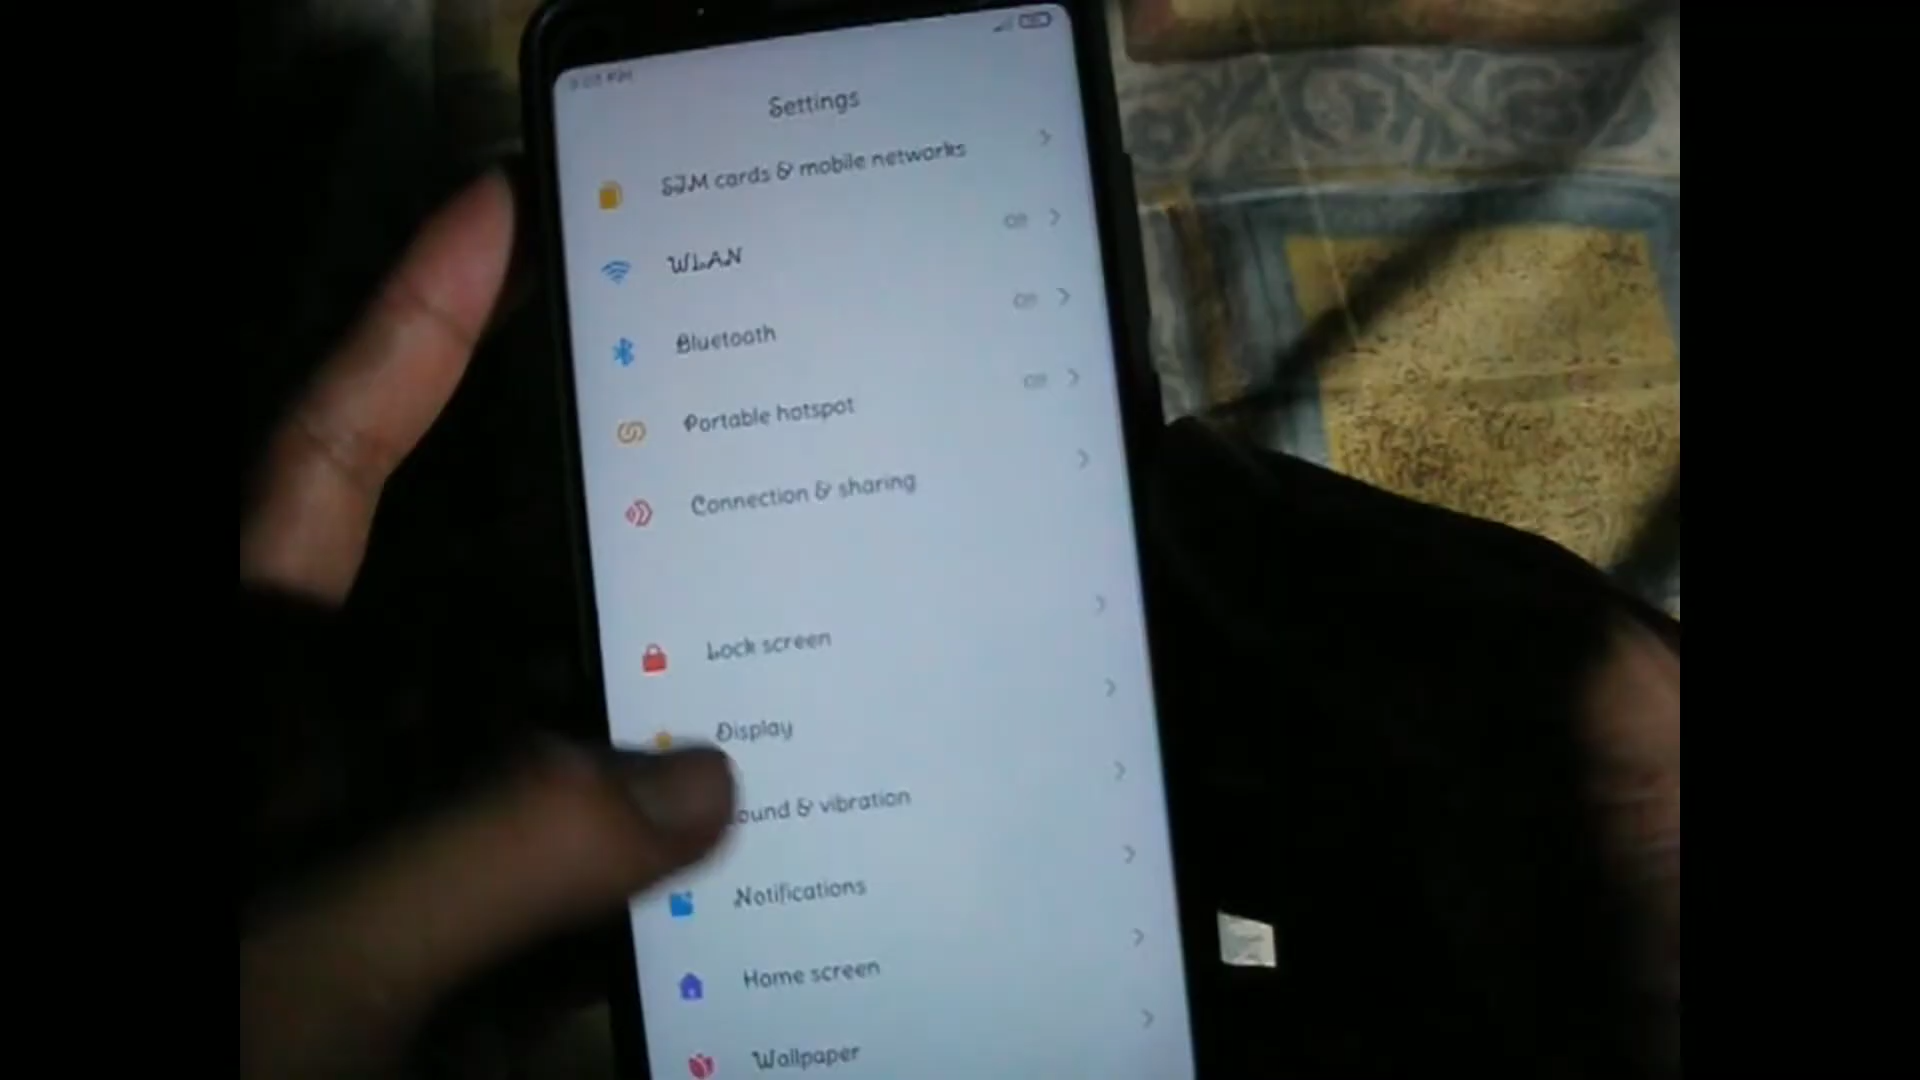 Settings
SIM cards & mobile networks
Off
WLAN
Off
Bluetooth
Off
Portable hotspot
Connection & sharing
Lock screen
Display
ound & vibration
Notifications
Home screen
Wallpaper